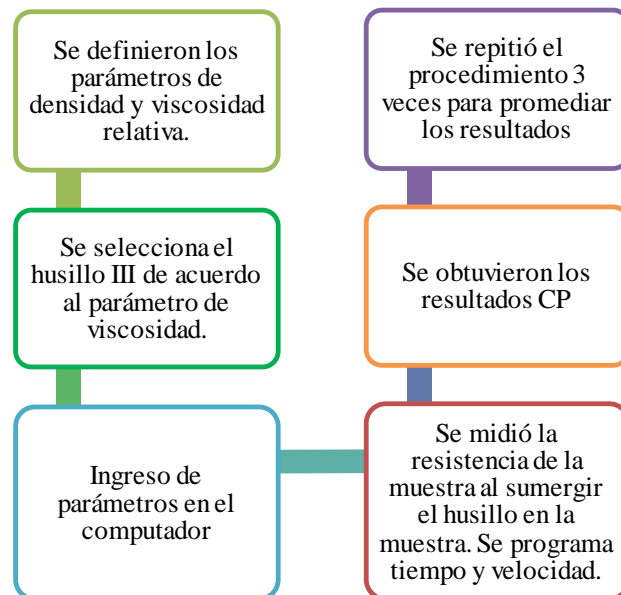 Se definieron los
parámetros de
densidad y viscosidad
relativa.
Se selecciona el
husillo III de acuerdo
al parámetro de
viscosidad.
Ingreso de
parámetros en el
computador
Se midió la
resistencia de la
muestra al sumergir
el husillo en la
muestra. Se programa
tiempo y velocidad.
Se obtuvieron los
resultados CP
Se repitió el
procedimiento 3
veces para promediar
los resultados